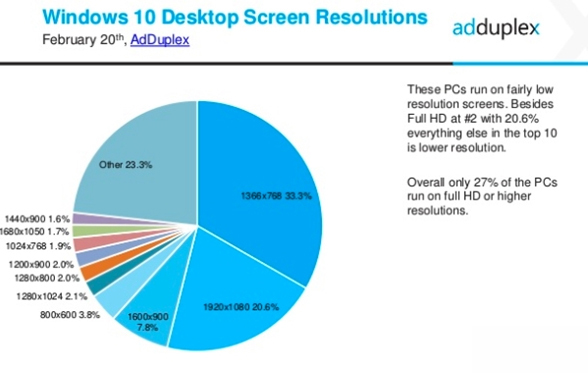 Windows 10 Desktop Screen Resolutions
February 20th, AdDuplex
adduplex
These PCs run on fairly low
resolution screens. Besides
Full HD at #2 with 20.6%
everything else in the top 10
is lower resolution.
Overall only 27% of the PCs
run on full HD or higher
resolutions.
Other 23.3%
1366x768 33.3%
1440x900 1.6%
1680x1050 1.7%
1024x768 1.9%
1200x900 2.0%
1280x800 2.0%
1280x1024 2.1%
800x600 3.8%
1600x900
7.8%
1920x1080 20.6%